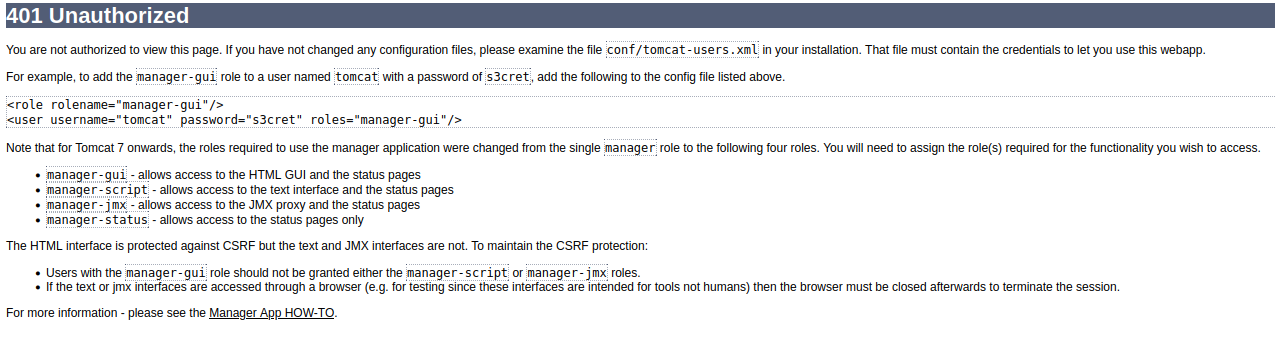 401 Unauthorized
You are not authorized to view this page. If you have not changed any configuration files, please examine the file conf/tomcat-users.xml in your installation. That file must contain the credentials to let you use this webapp.
For example, to add the manager-gui role to a user named tomcat with a password of s3cret, add the following to the config file listed above.
<role rolename="manager-gui"/>
<user username="tomcat" password="s3cret" roles="manager-gui"/>
Note that for Tomcat 7 onwards, the roles required to use the manager application were changed from the single manager role to the following four roles. You will need to assign the role(s) required for the functionality you wish to access.
• manager-gui - allows access to the HTML GUI and the status pages
• manager-script - allows access to the text interface and the status pages
• manager-jmx - allows access to the JMX proxy and the status pages
• manager-status - allows access to the status pages only
The HTML interface is protected against CSRF but the text and JMX interfaces are not. To maintain the CSRF protection:
• Users with the manager-gui role should not be granted either the manager-script or manager-jmx roles.
• If the text or jmx interfaces are accessed through a browser (e.g. for testing since these interfaces are intended for tools not humans) then the browser must be closed afterwards to terminate the session.
For more information - please see the Manager App HOW-TO.